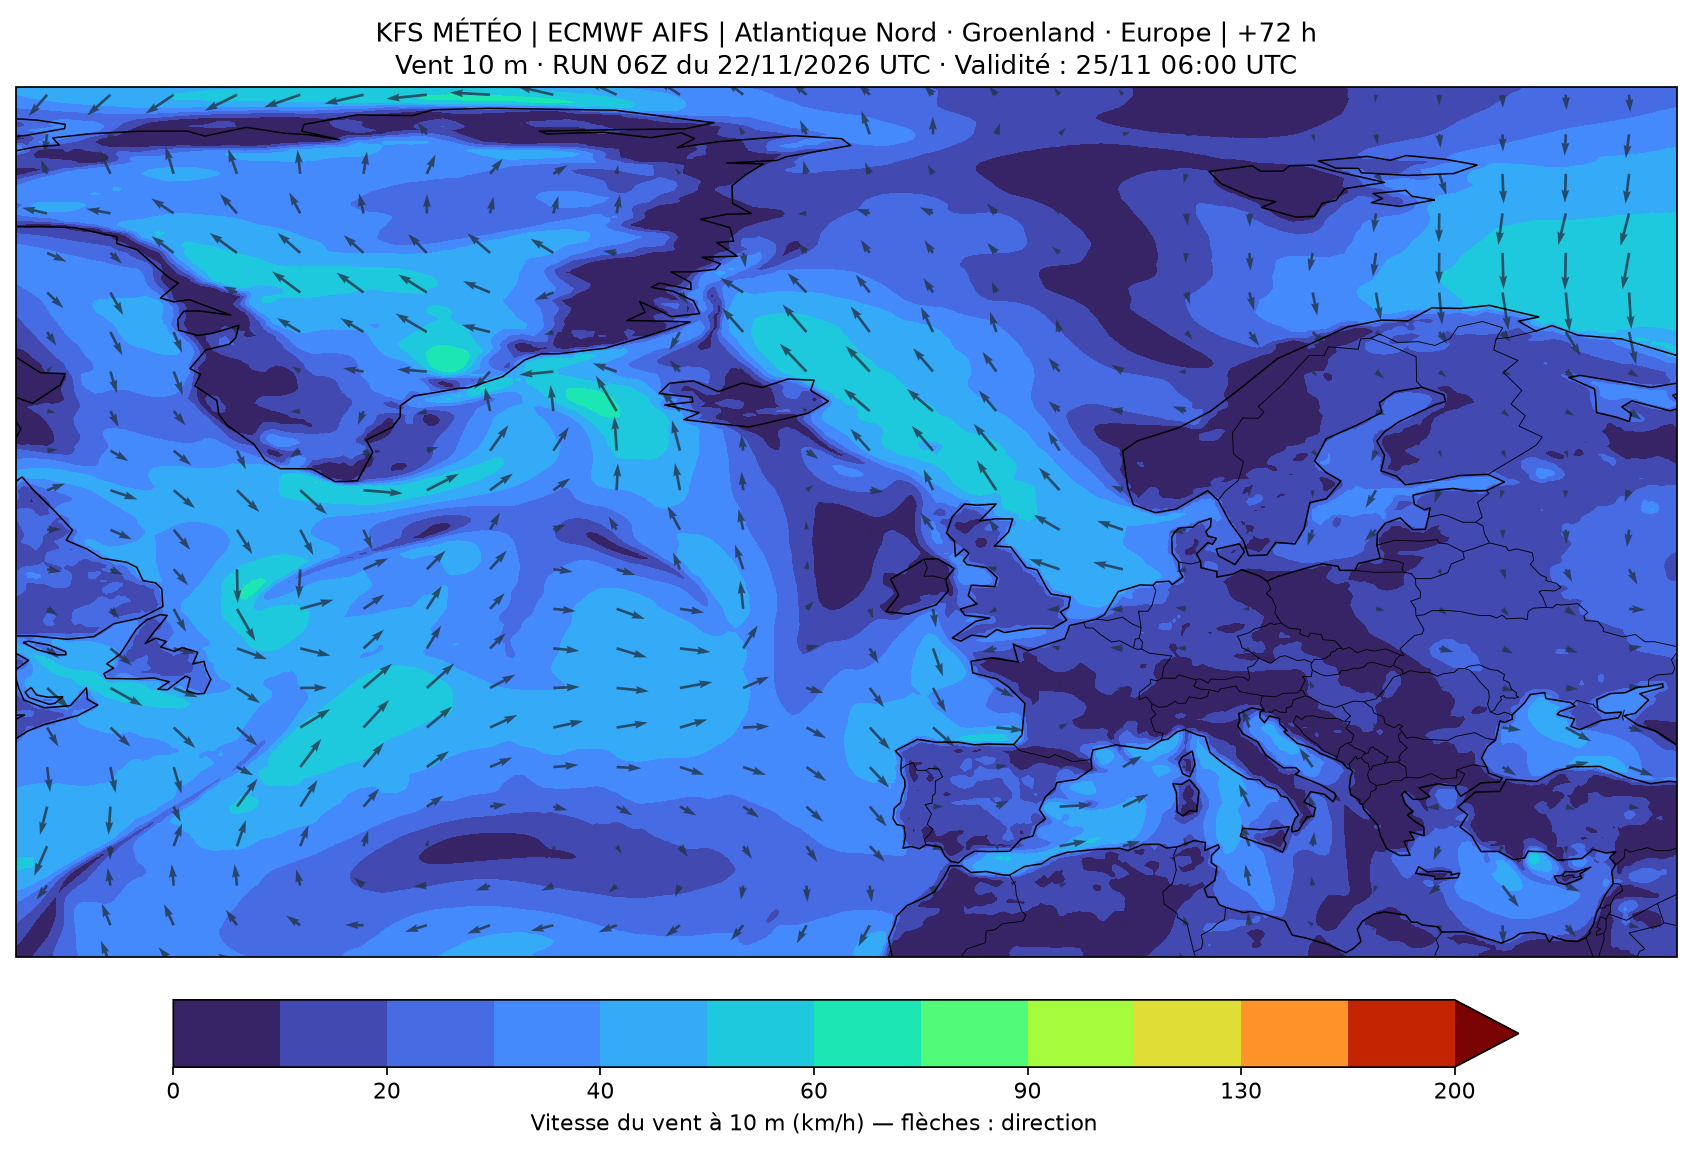 KFS MÉTÉO | ECMWF AIFS | Atlantique Nord · Groenland · Europe | +72 h
Vent 10 m · RUN 06Z du 22/11/2026 UTC · Validité : 25/11 06:00 UTC
0 20 40 60 90 130 200
Vitesse du vent à 10 m (km/h) — flèches : direction